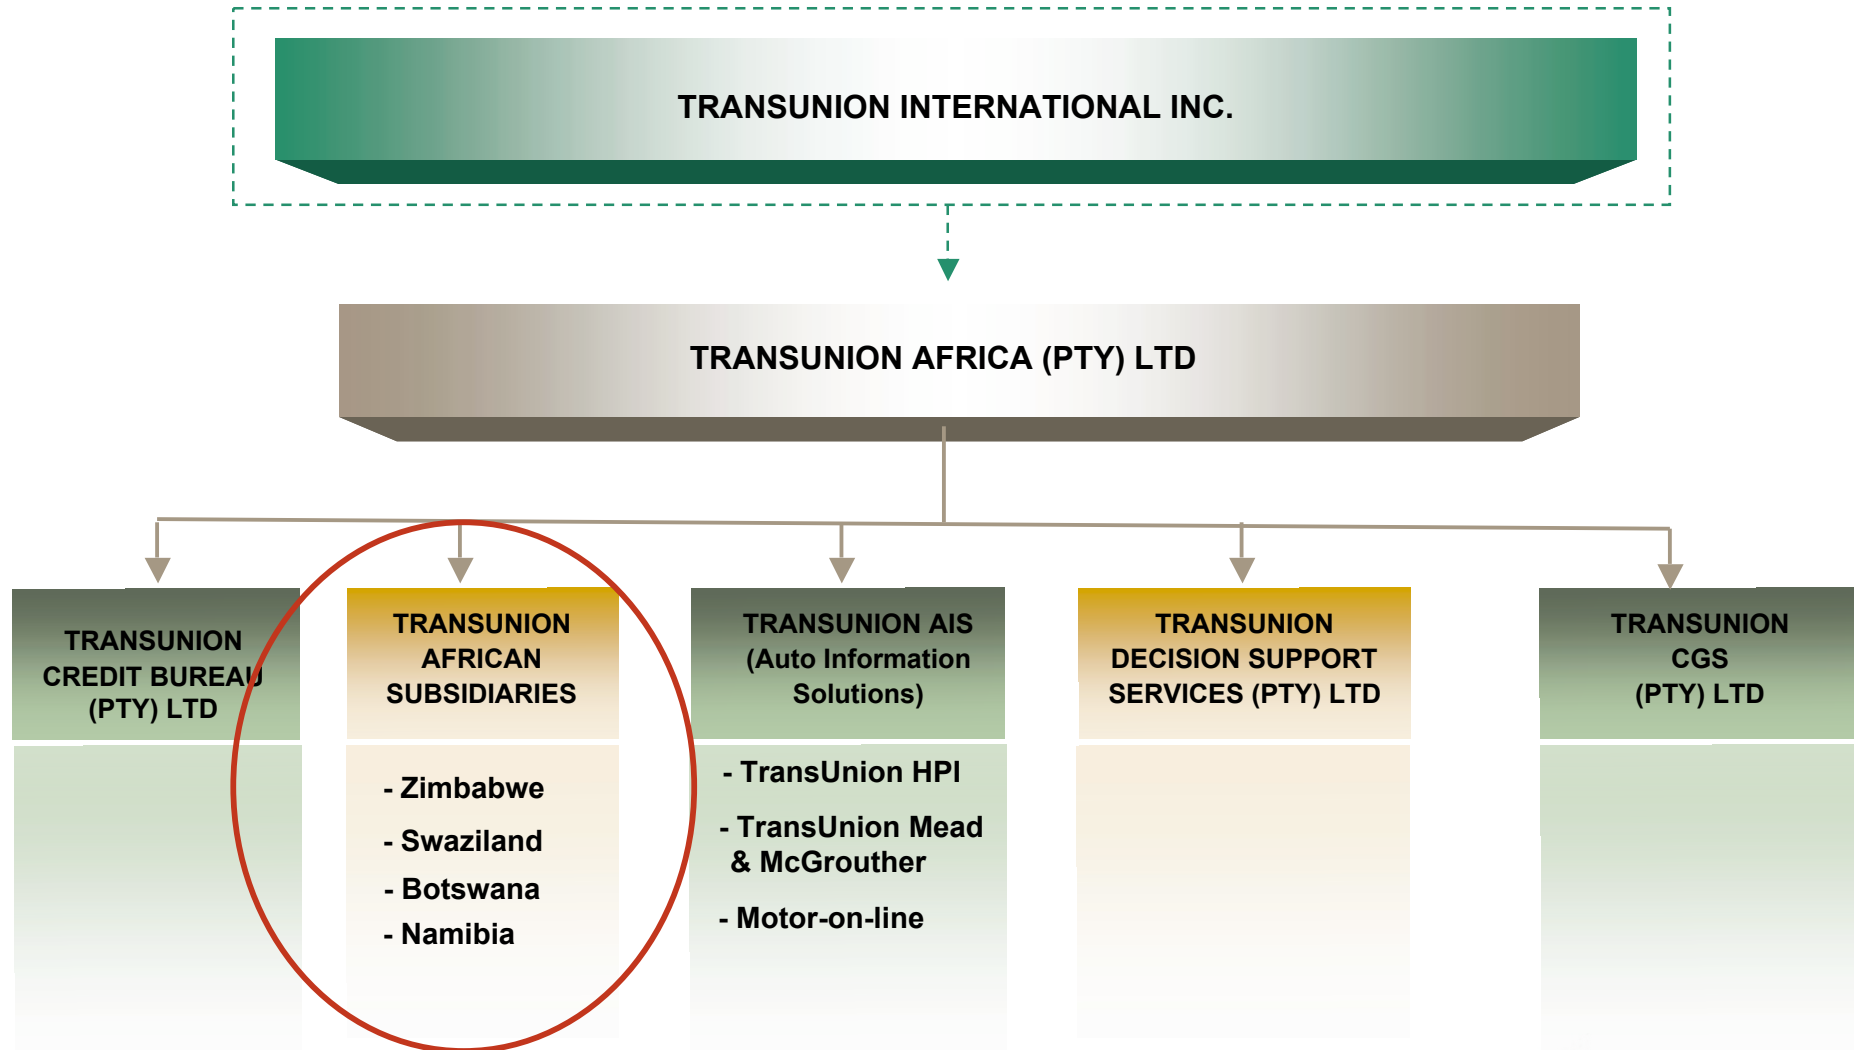 TRANSUNION INTERNATIONAL INC.
TRANSUNION AFRICA (PTY) LTD
TRANSUNION
CREDIT BUREAU
(PTY) LTD
TRANSUNION
AFRICAN
SUBSIDIARIES
- Zimbabwe
- Swaziland
- Botswana
- Namibia
TRANSUNION AIS
(Auto Information
Solutions)
- TransUnion HPI
- TransUnion Mead
& McGrouther
- Motor-on-line
TRANSUNION
DECISION SUPPORT
SERVICES (PTY) LTD
TRANSUNION
CGS
(PTY) LTD